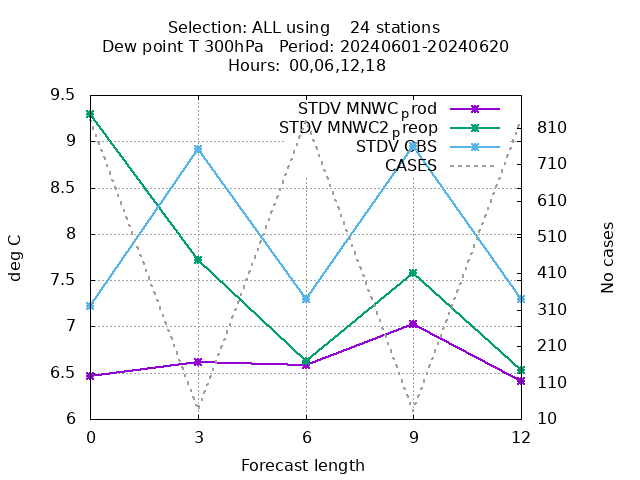 Selection: ALL using 24 stations
Dew point T 300hPa Period: 20240601-20240620
Hours: 00,06,12,18
STDV MNWC_prod
STDV MNWC2_preop
STDV OBS
CASES
9.5
9
8.5
8
7.5
7
6.5
6
deg C
810
710
610
510
410
310
210
110
10
No cases
0 3 6 9 12
Forecast length